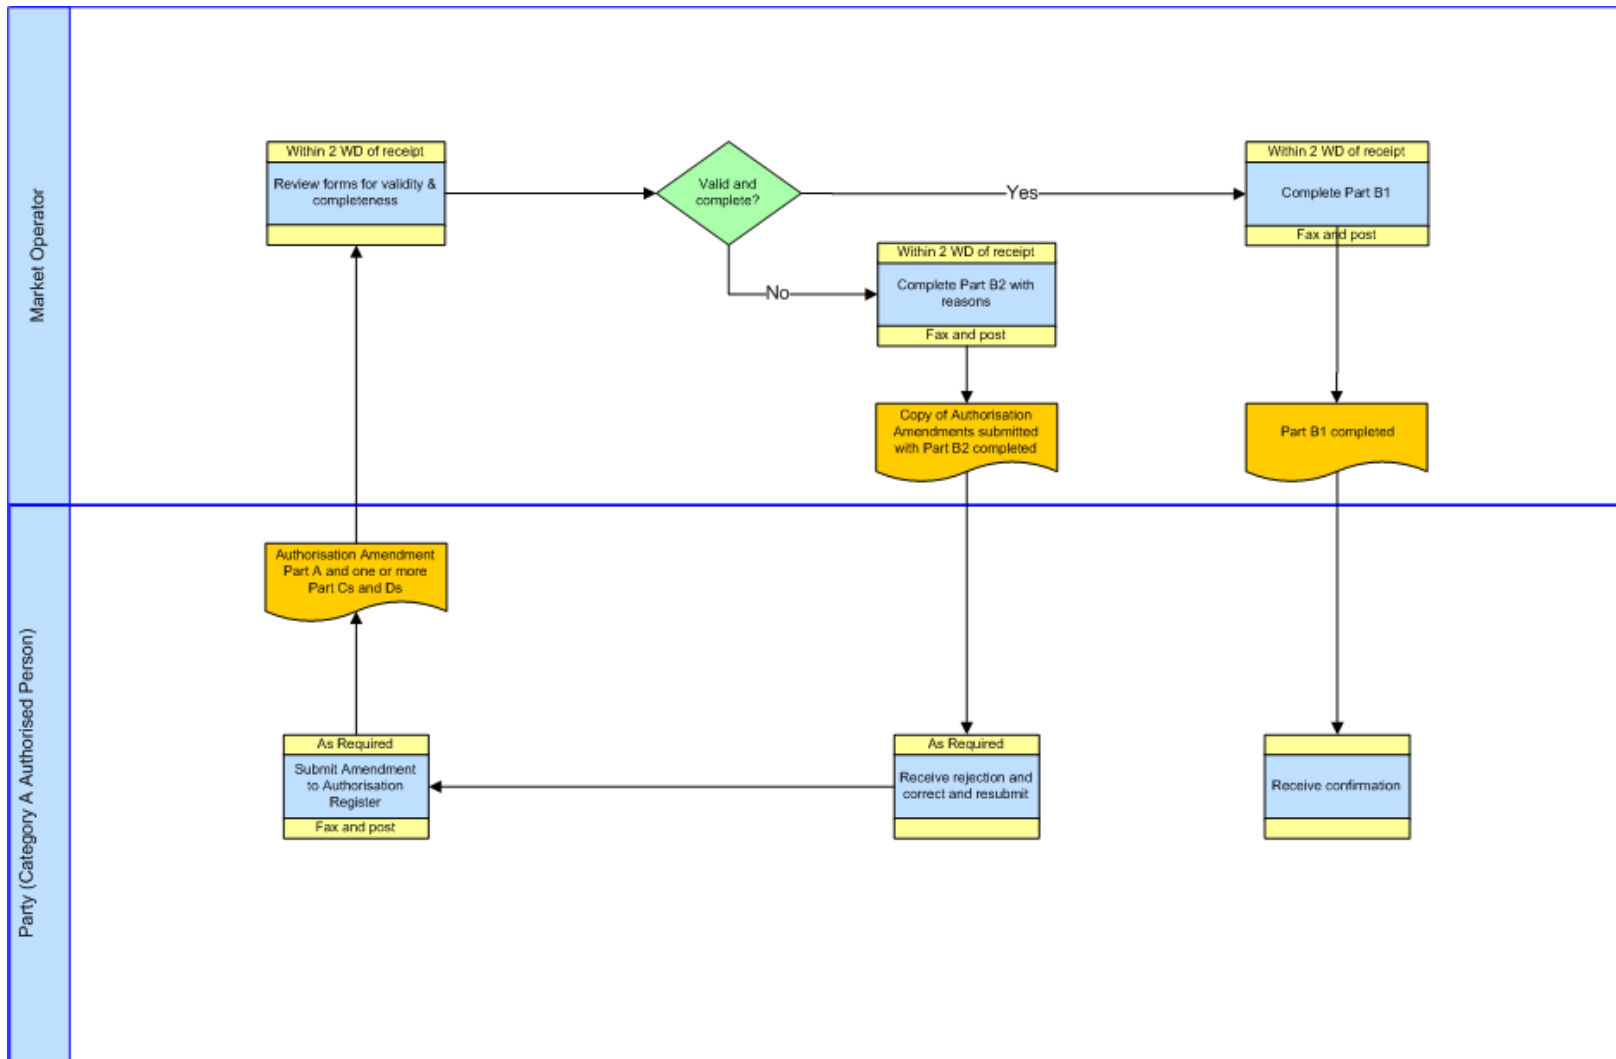 Market Operator
Within 2 WD of receipt
Review forms for validity &
completeness
Valid and
complete?
Yes
Within 2 WD of receipt
Complete Part B1
Fax and post
No
Within 2 WD of receipt
Complete Part B2 with
reasons
Fax and post
Copy of Authorisation
Amendments submitted
with Part B2 completed
Part B1 completed
Party (Category A Authorised Person)
Authorisation Amendment
Part A and one or more
Part Cs and Ds
As Required
Submit Amendment
to Authorisation
Register
Fax and post
As Required
Receive rejection and
correct and resubmit
Receive confirmation